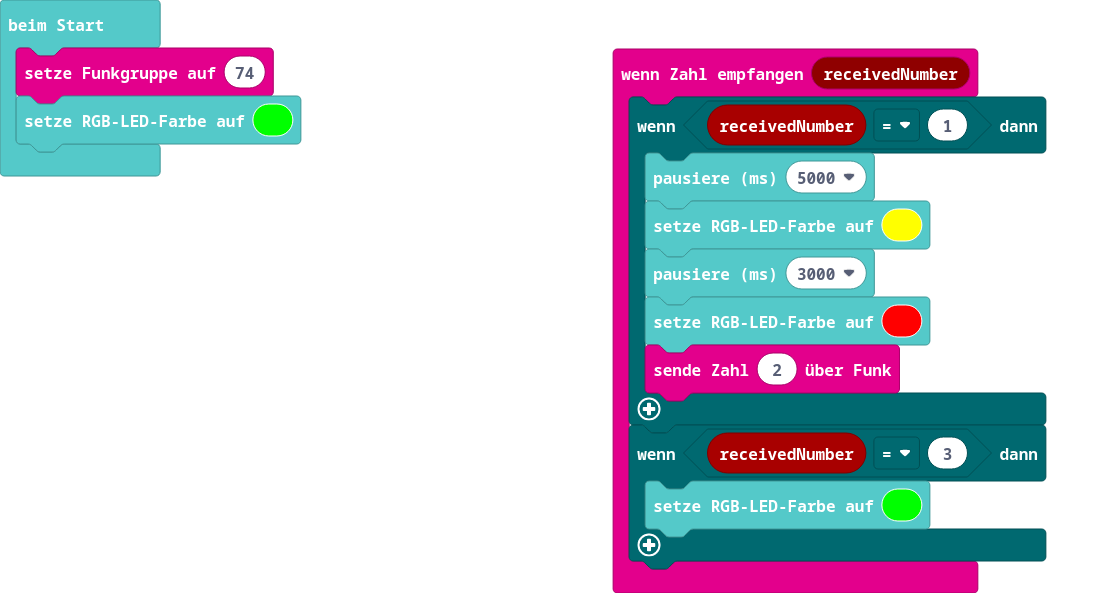 beim Start
setze Funkgruppe auf 74
setze RGB-LED-Farbe auf
wenn Zahl empfangen receivedNumber
wenn receivedNumber = 1 dann
pausiere (ms) 5000
setze RGB-LED-Farbe auf
pausiere (ms) 3000
setze RGB-LED-Farbe auf
sende Zahl 2 über Funk
wenn receivedNumber = 3 dann
setze RGB-LED-Farbe auf